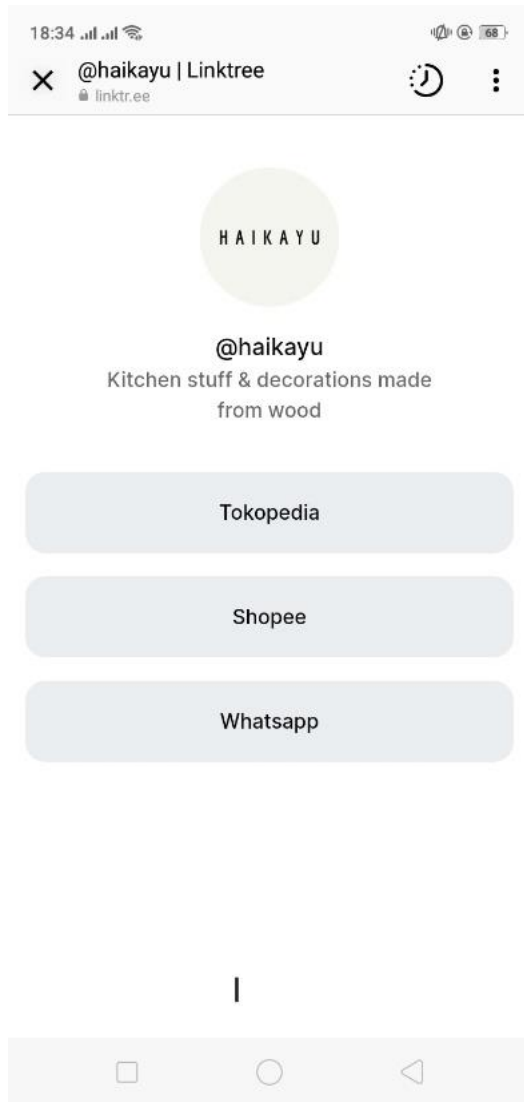 18:34
68
@haikayu | Linktree
linktr.ee
HAIKAYU
@haikayu
Kitchen stuff & decorations made
from wood
Tokopedia
Shopee
Whatsapp